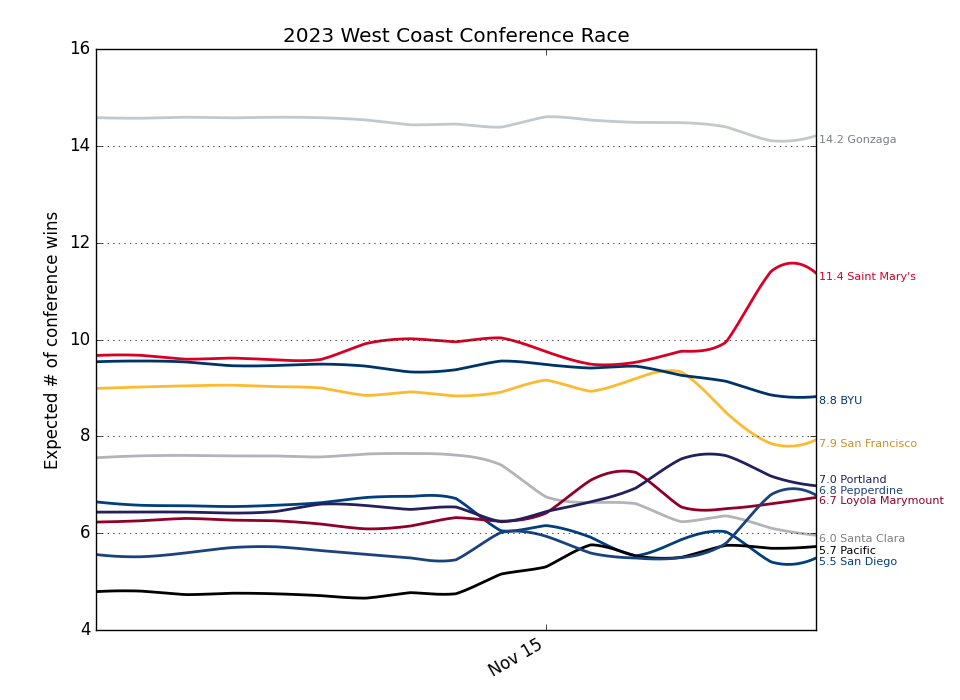 2023 West Coast Conference Race
Expected # of conference wins
16
14
12
10
8
6
4
Nov 15
14.2 Gonzaga
11.4 Saint Mary's
8.8 BYU
7.9 San Francisco
7.0 Portland
6.8 Pepperdine
6.7 Loyola Marymount
6.0 Santa Clara
5.7 Pacific
5.5 San Diego